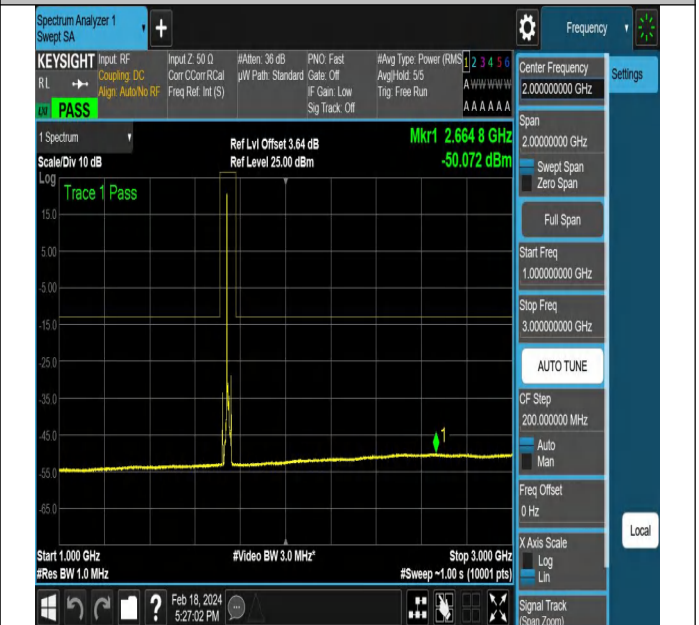 Spectrum Analyzer 1
Swept SA
+
Frequency
KEYSIGHT
Input: RF
Input Z: 50 Ω
#Atten: 36 dB
PNO: Fast
#Avg Type: Power (RMS
1 2 3 4 5 6
RL
Coupling: DC
Corr CCorr RCal
µW Path: Standard
Gate: Off
Avg|Hold: 5/5
A W W W W W
Align: Auto/No RF
Freq Ref: Int (S)
IF Gain: Low
Trig: Free Run
Sig Track: Off
A A A A A A
PASS
1 Spectrum
Ref Lvl Offset 3.64 dB
Mkr1 2.664 8 GHz
Scale/Div 10 dB
Ref Level 25.00 dBm
-50.072 dBm
Log
Trace 1 Pass
15.0
5.00
-5.00
-15.0
-25.0
-35.0
-45.0
-55.0
-65.0
1
Start 1.000 GHz
#Video BW 3.0 MHz*
Stop 3.000 GHz
#Res BW 1.0 MHz
#Sweep ~1.00 s (10001 pts)
?
Feb 18, 2024
5:27:02 PM
Center Frequency
2.000000000 GHz
Settings
Span
2.00000000 GHz
Swept Span
Zero Span
Full Span
Start Freq
1.000000000 GHz
Stop Freq
3.000000000 GHz
AUTO TUNE
CF Step
200.000000 MHz
Auto
Man
Freq Offset
0 Hz
Local
X Axis Scale
Log
Lin
Signal Track
(Span Zoom)